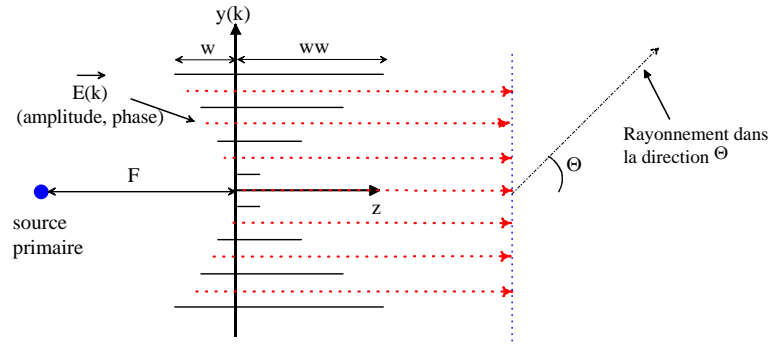 y(k)
w
ww
E(k)
(amplitude, phase)
F
z
source
primaire
Θ
Rayonnement dans
la direction Θ